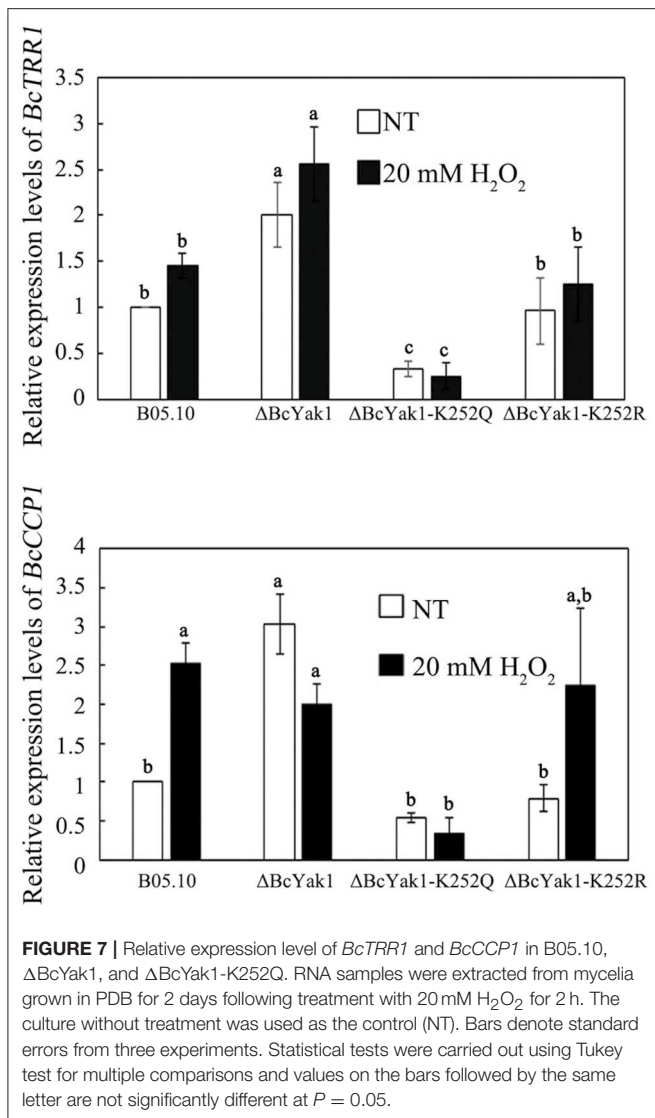 Relative expression levels of BcTRR1
3.5
3
2.5
2
1.5
1
0.5
0
NT
20 mM H₂O₂
b
b
a
a
c
c
b
b
B05.10
ΔBcYak1
ΔBcYak1-K252Q
ΔBcYak1-K252R
Relative expression levels of BcCCP1
4
3.5
3
2.5
2
1.5
1
0.5
0
NT
20 mM H₂O₂
b
a
a
a
b
b
b
a,b
B05.10
ΔBcYak1
ΔBcYak1-K252Q
ΔBcYak1-K252R
FIGURE 7 | Relative expression level of BcTRR1 and BcCCP1 in B05.10,
ΔBcYak1, and ΔBcYak1-K252Q. RNA samples were extracted from mycelia
grown in PDB for 2 days following treatment with 20 mM H₂O₂ for 2 h. The
culture without treatment was used as the control (NT). Bars denote standard
errors from three experiments. Statistical tests were carried out using Tukey
test for multiple comparisons and values on the bars followed by the same
letter are not significantly different at P = 0.05.